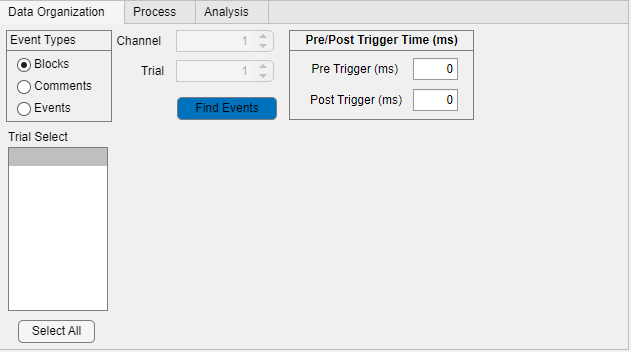 Data Organization Process Analysis
Event Types
Blocks
Comments
Events
Channel 1
Trial 1
Find Events
Pre/Post Trigger Time (ms)
Pre Trigger (ms) 0
Post Trigger (ms) 0
Trial Select
Select All